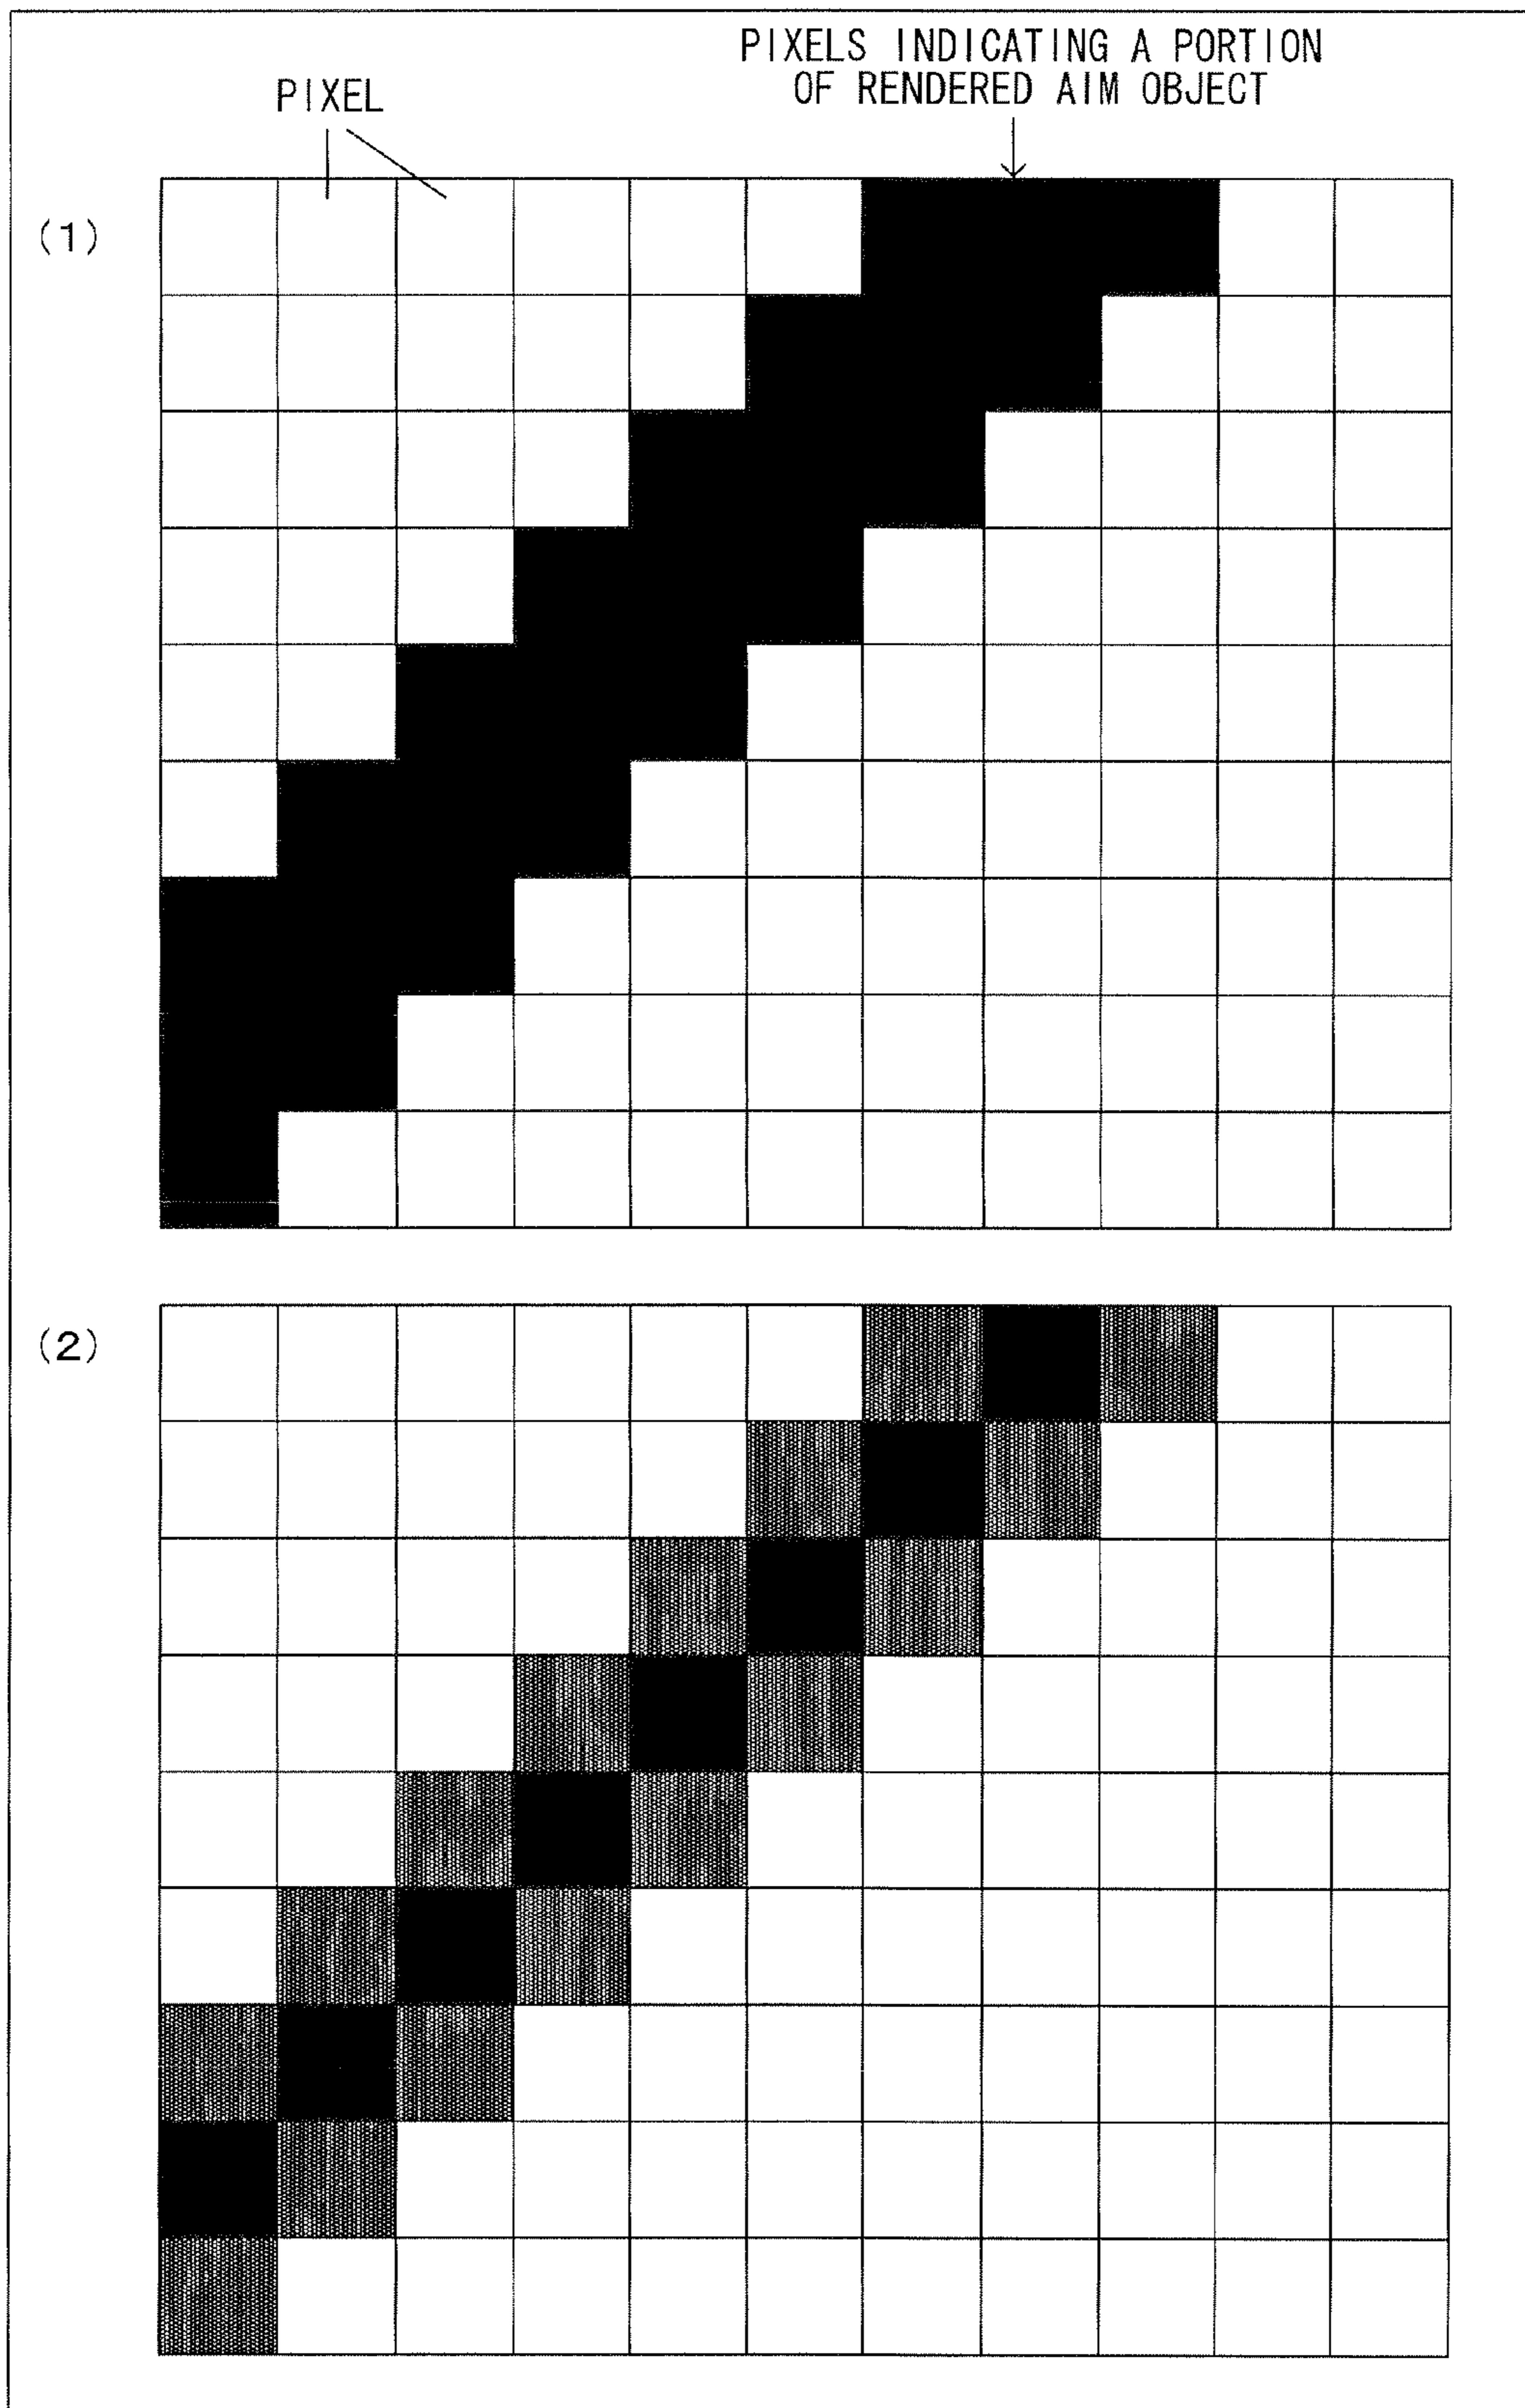 PIXEL
PIXELS INDICATING A PORTION
OF RENDERED AIM OBJECT
(1)
(2)